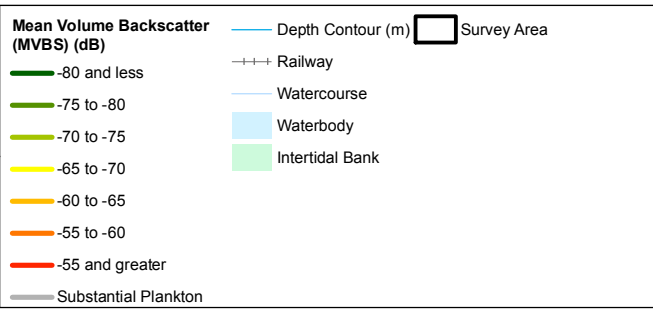 Mean Volume Backscatter
(MVBS) (dB)
-80 and less
-75 to -80
-70 to -75
-65 to -70
-60 to -65
-55 to -60
-55 and greater
Substantial Plankton
Depth Contour (m)
Railway
Watercourse
Waterbody
Intertidal Bank
Survey Area